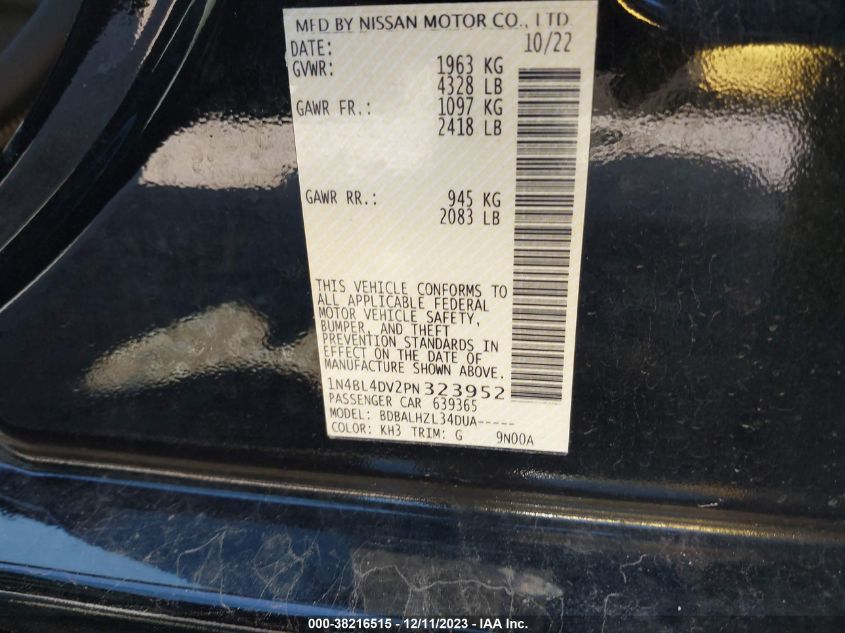 MFD BY NISSAN MOTOR CO., LTD.
DATE: 10/22
GVWR: 1963 KG
4328 LB
GAWR FR.: 1097 KG
2418 LB
GAWR RR.: 945 KG
2083 LB
THIS VEHICLE CONFORMS TO
ALL APPLICABLE FEDERAL
MOTOR VEHICLE SAFETY,
BUMPER, AND THEFT
PREVENTION STANDARDS IN
EFFECT ON THE DATE OF
MANUFACTURE SHOWN ABOVE.
1N4BL4DV2PN323952
PASSENGER CAR 639365
MODEL: BDBALHZL34DUA-----
COLOR: KH3 TRIM: G 9N00A
000-38216515 - 12/11/2023 - IAA Inc.